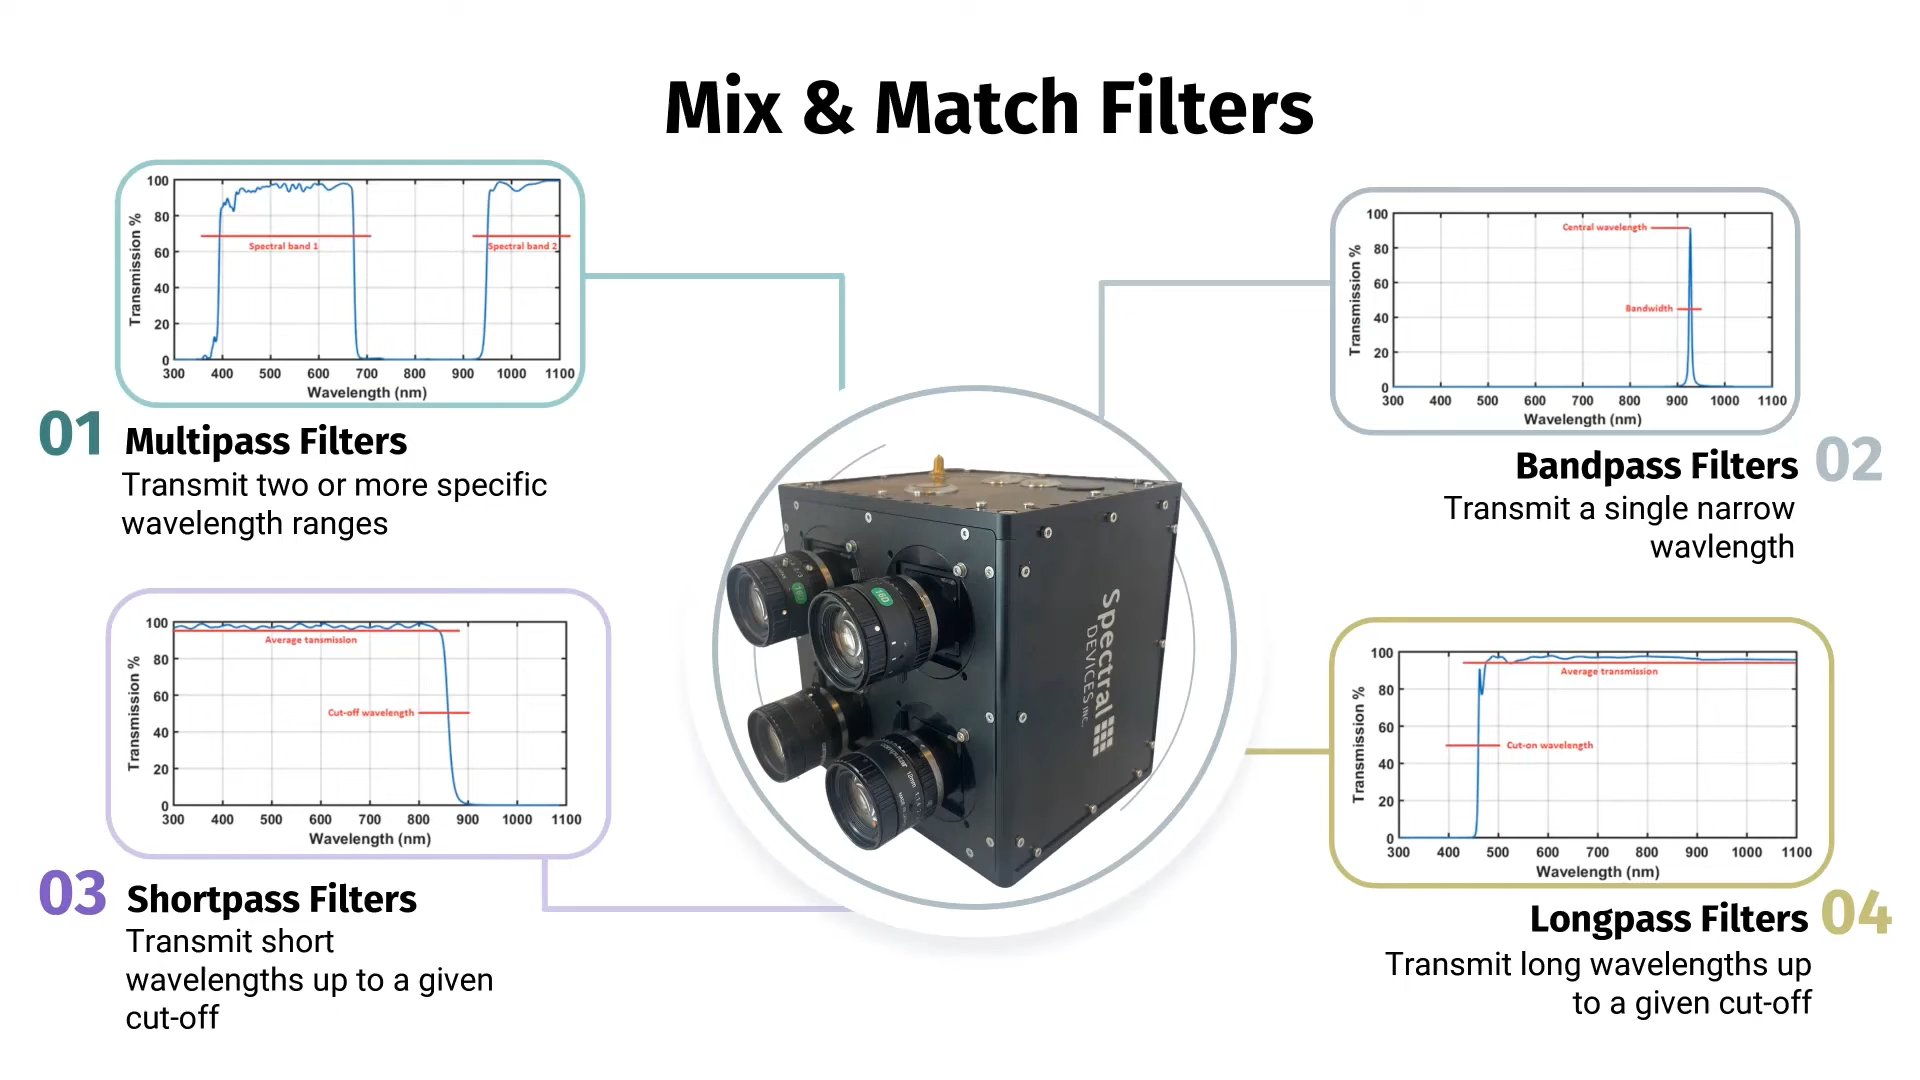 Mix & Match Filters
100
80
60
40
20
0
Transmission %
Spectral band 1
Spectral band 2
300 400 500 600 700 800 900 1000 1100
Wavelength (nm)
01 Multipass Filters
Transmit two or more specific
wavelength ranges
100
80
60
40
20
0
Transmission %
Central wavelength
Bandwidth
300 400 500 600 700 800 900 1000 1100
Wavelength (nm)
Bandpass Filters 02
Transmit a single narrow
wavlength
100
80
60
40
20
0
Transmission %
Average tansmission
Cut-off wavelength
300 400 500 600 700 800 900 1000 1100
Wavelength (nm)
03 Shortpass Filters
Transmit short
wavelengths up to a given
cut-off
Spectral
DEVICES INC.
16D
12mm
100
80
60
40
20
0
Transmission %
Average transmission
Cut-on wavelength
300 400 500 600 700 800 900 1000 1100
Wavelength (nm)
Longpass Filters 04
Transmit long wavelengths up
to a given cut-off